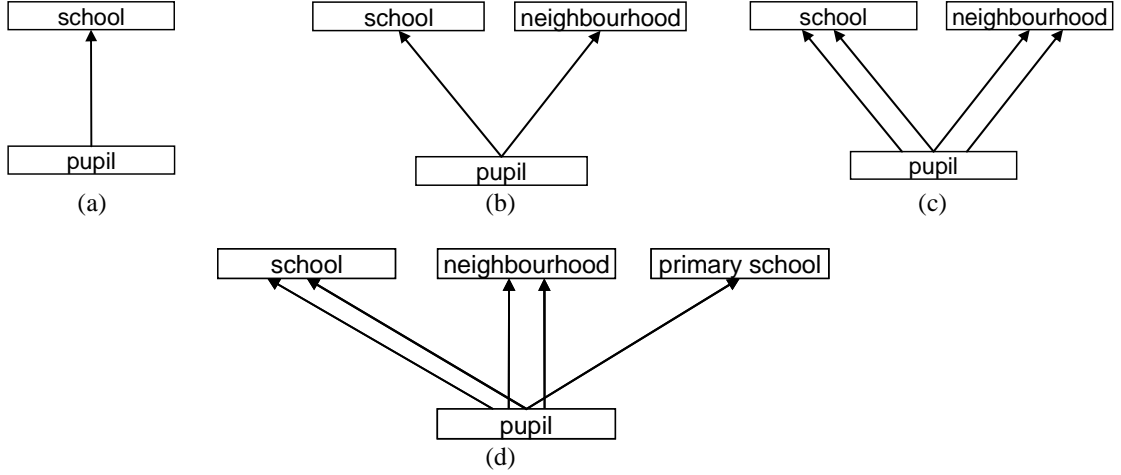 school
pupil
(a)
school neighbourhood
pupil
(b)
school neighbourhood
pupil
(c)
school neighbourhood primary school
pupil
(d)